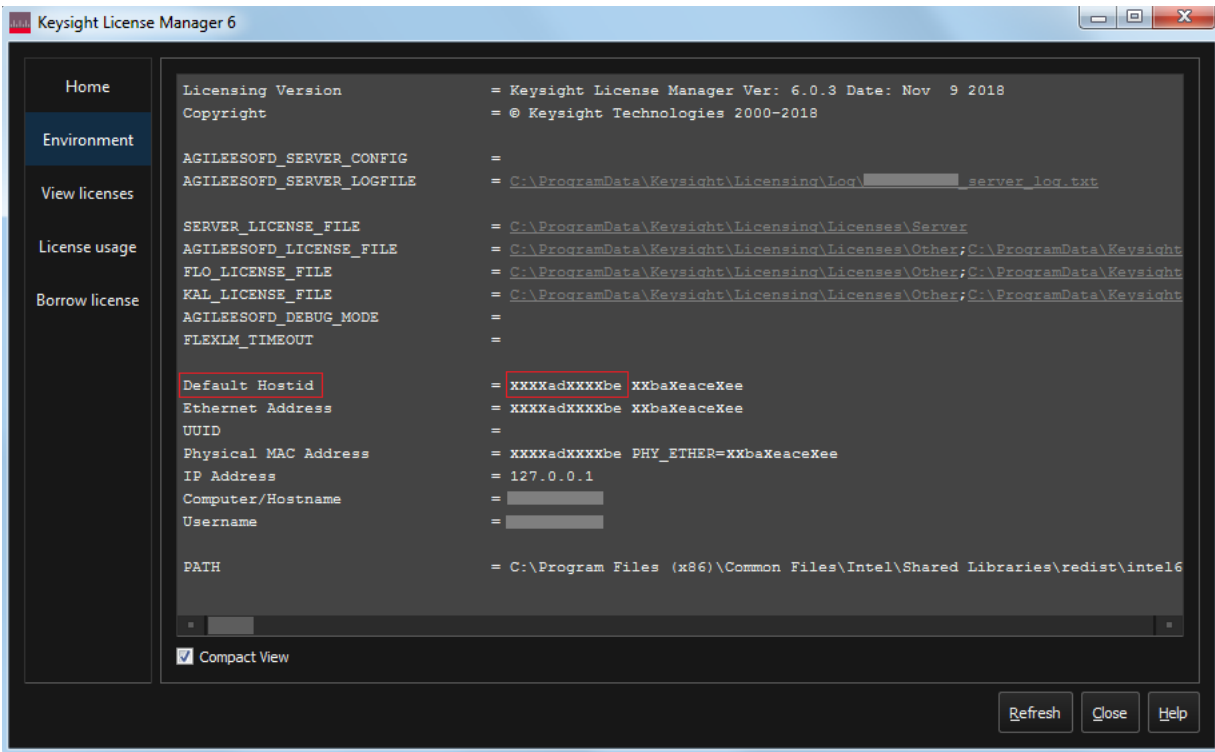 Keysight License Manager 6
Home
Environment
View licenses
License usage
Borrow license
Licensing Version = Keysight License Manager Ver: 6.0.3 Date: Nov 9 2018
Copyright = © Keysight Technologies 2000-2018
AGILEESOFD_SERVER_CONFIG =
AGILEESOFD_SERVER_LOGFILE = C:\ProgramData\Keysight\Licensing\Log\ _server_log.txt
SERVER_LICENSE_FILE = C:\ProgramData\Keysight\Licensing\Licenses\Server
AGILEESOFD_LICENSE_FILE = C:\ProgramData\Keysight\Licensing\Licenses\Other;C:\ProgramData\Keysight
FLO_LICENSE_FILE = C:\ProgramData\Keysight\Licensing\Licenses\Other;C:\ProgramData\Keysight
KAL_LICENSE_FILE = C:\ProgramData\Keysight\Licensing\Licenses\Other;C:\ProgramData\Keysight
AGILEESOFD_DEBUG_MODE =
FLEXLM_TIMEOUT =
Default Hostid = XXXXadXXXXbe XXbaXeaceXee
Ethernet Address = XXXXadXXXXbe XXbaXeaceXee
UUID =
Physical MAC Address = XXXXadXXXXbe PHY_ETHER=XXbaXeaceXee
IP Address = 127.0.0.1
Computer/Hostname =
Username =
PATH = C:\Program Files (x86)\Common Files\Intel\Shared Libraries\redist\intel6
Compact View
Refresh
Close
Help